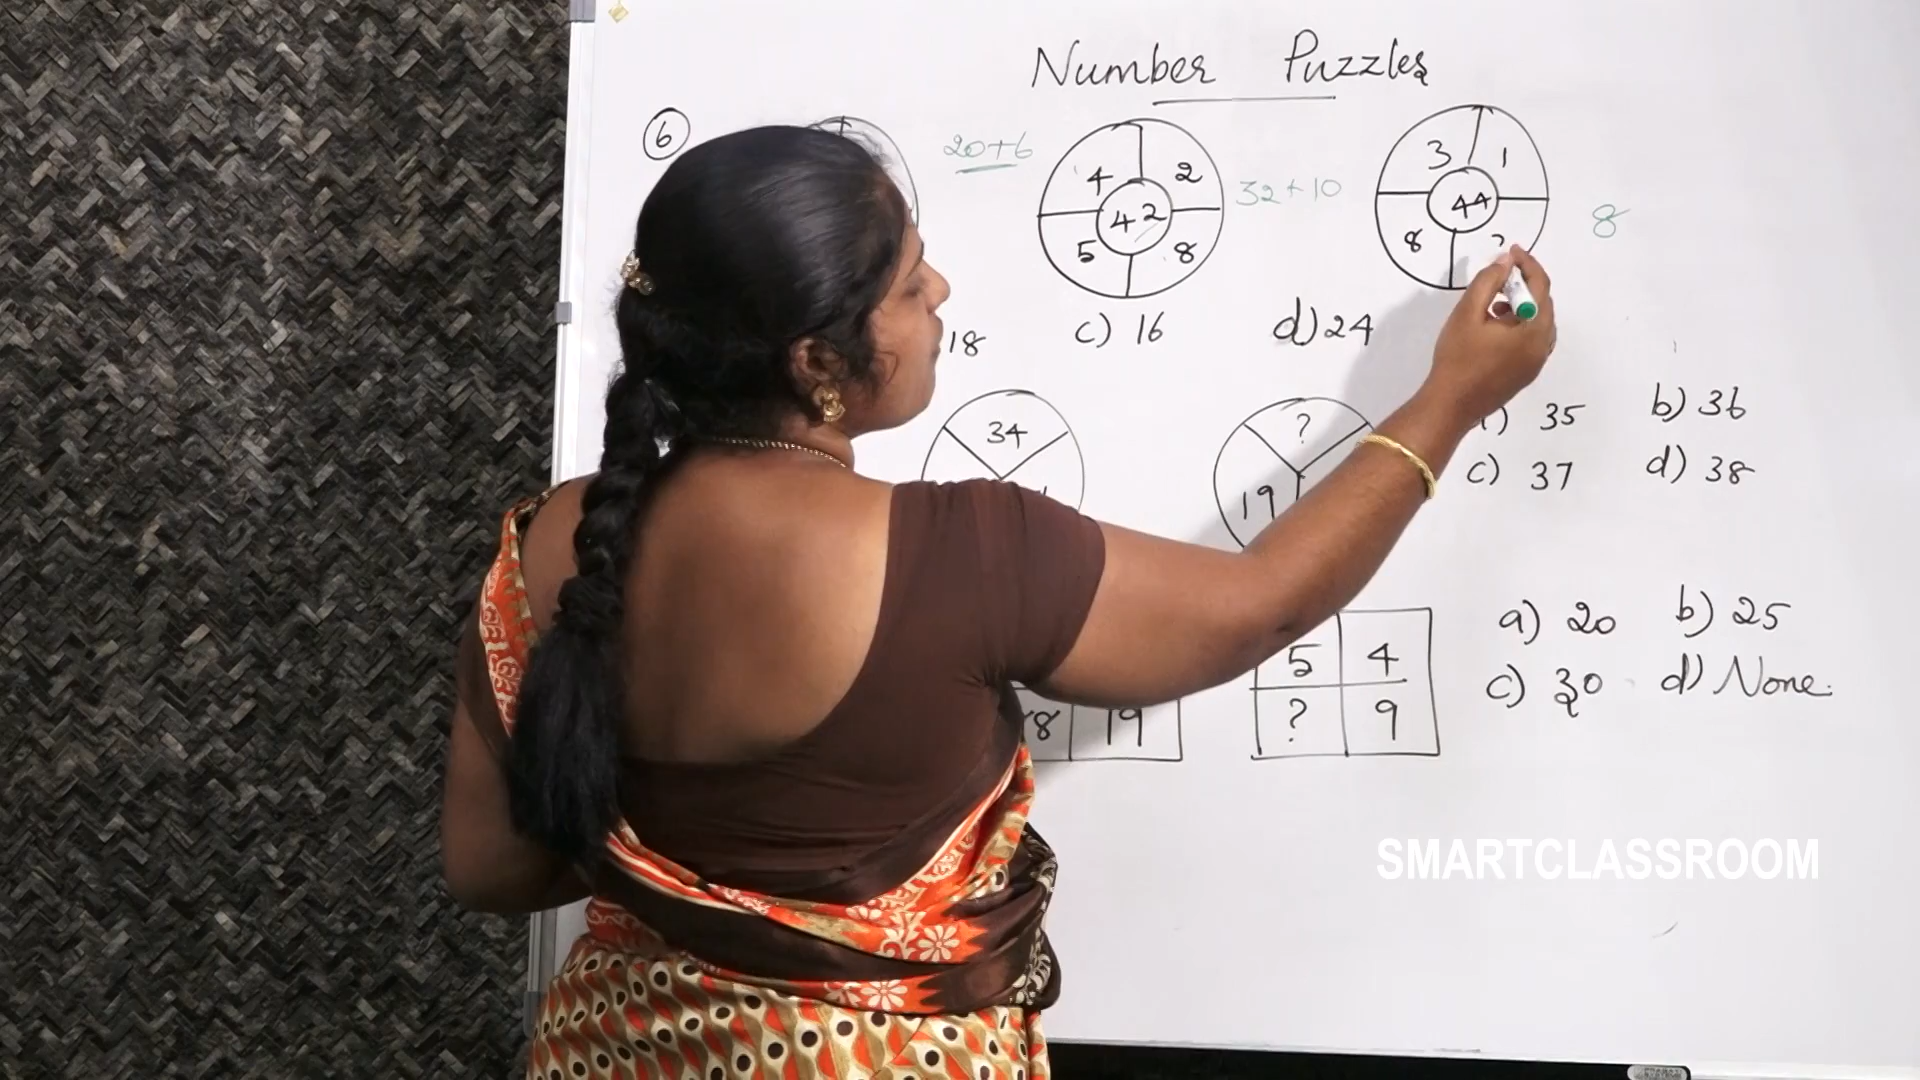 Number Puzzles
6
20+6
4 2
42
5 8
32+10
3 1
44
8 ?
8
18 c) 16 d) 24
34
?
19
35 b) 36
c) 37 d) 38
5 4
? 9
8 19
a) 20 b) 25
c) 30 d) None.
SMARTCLASSROOM